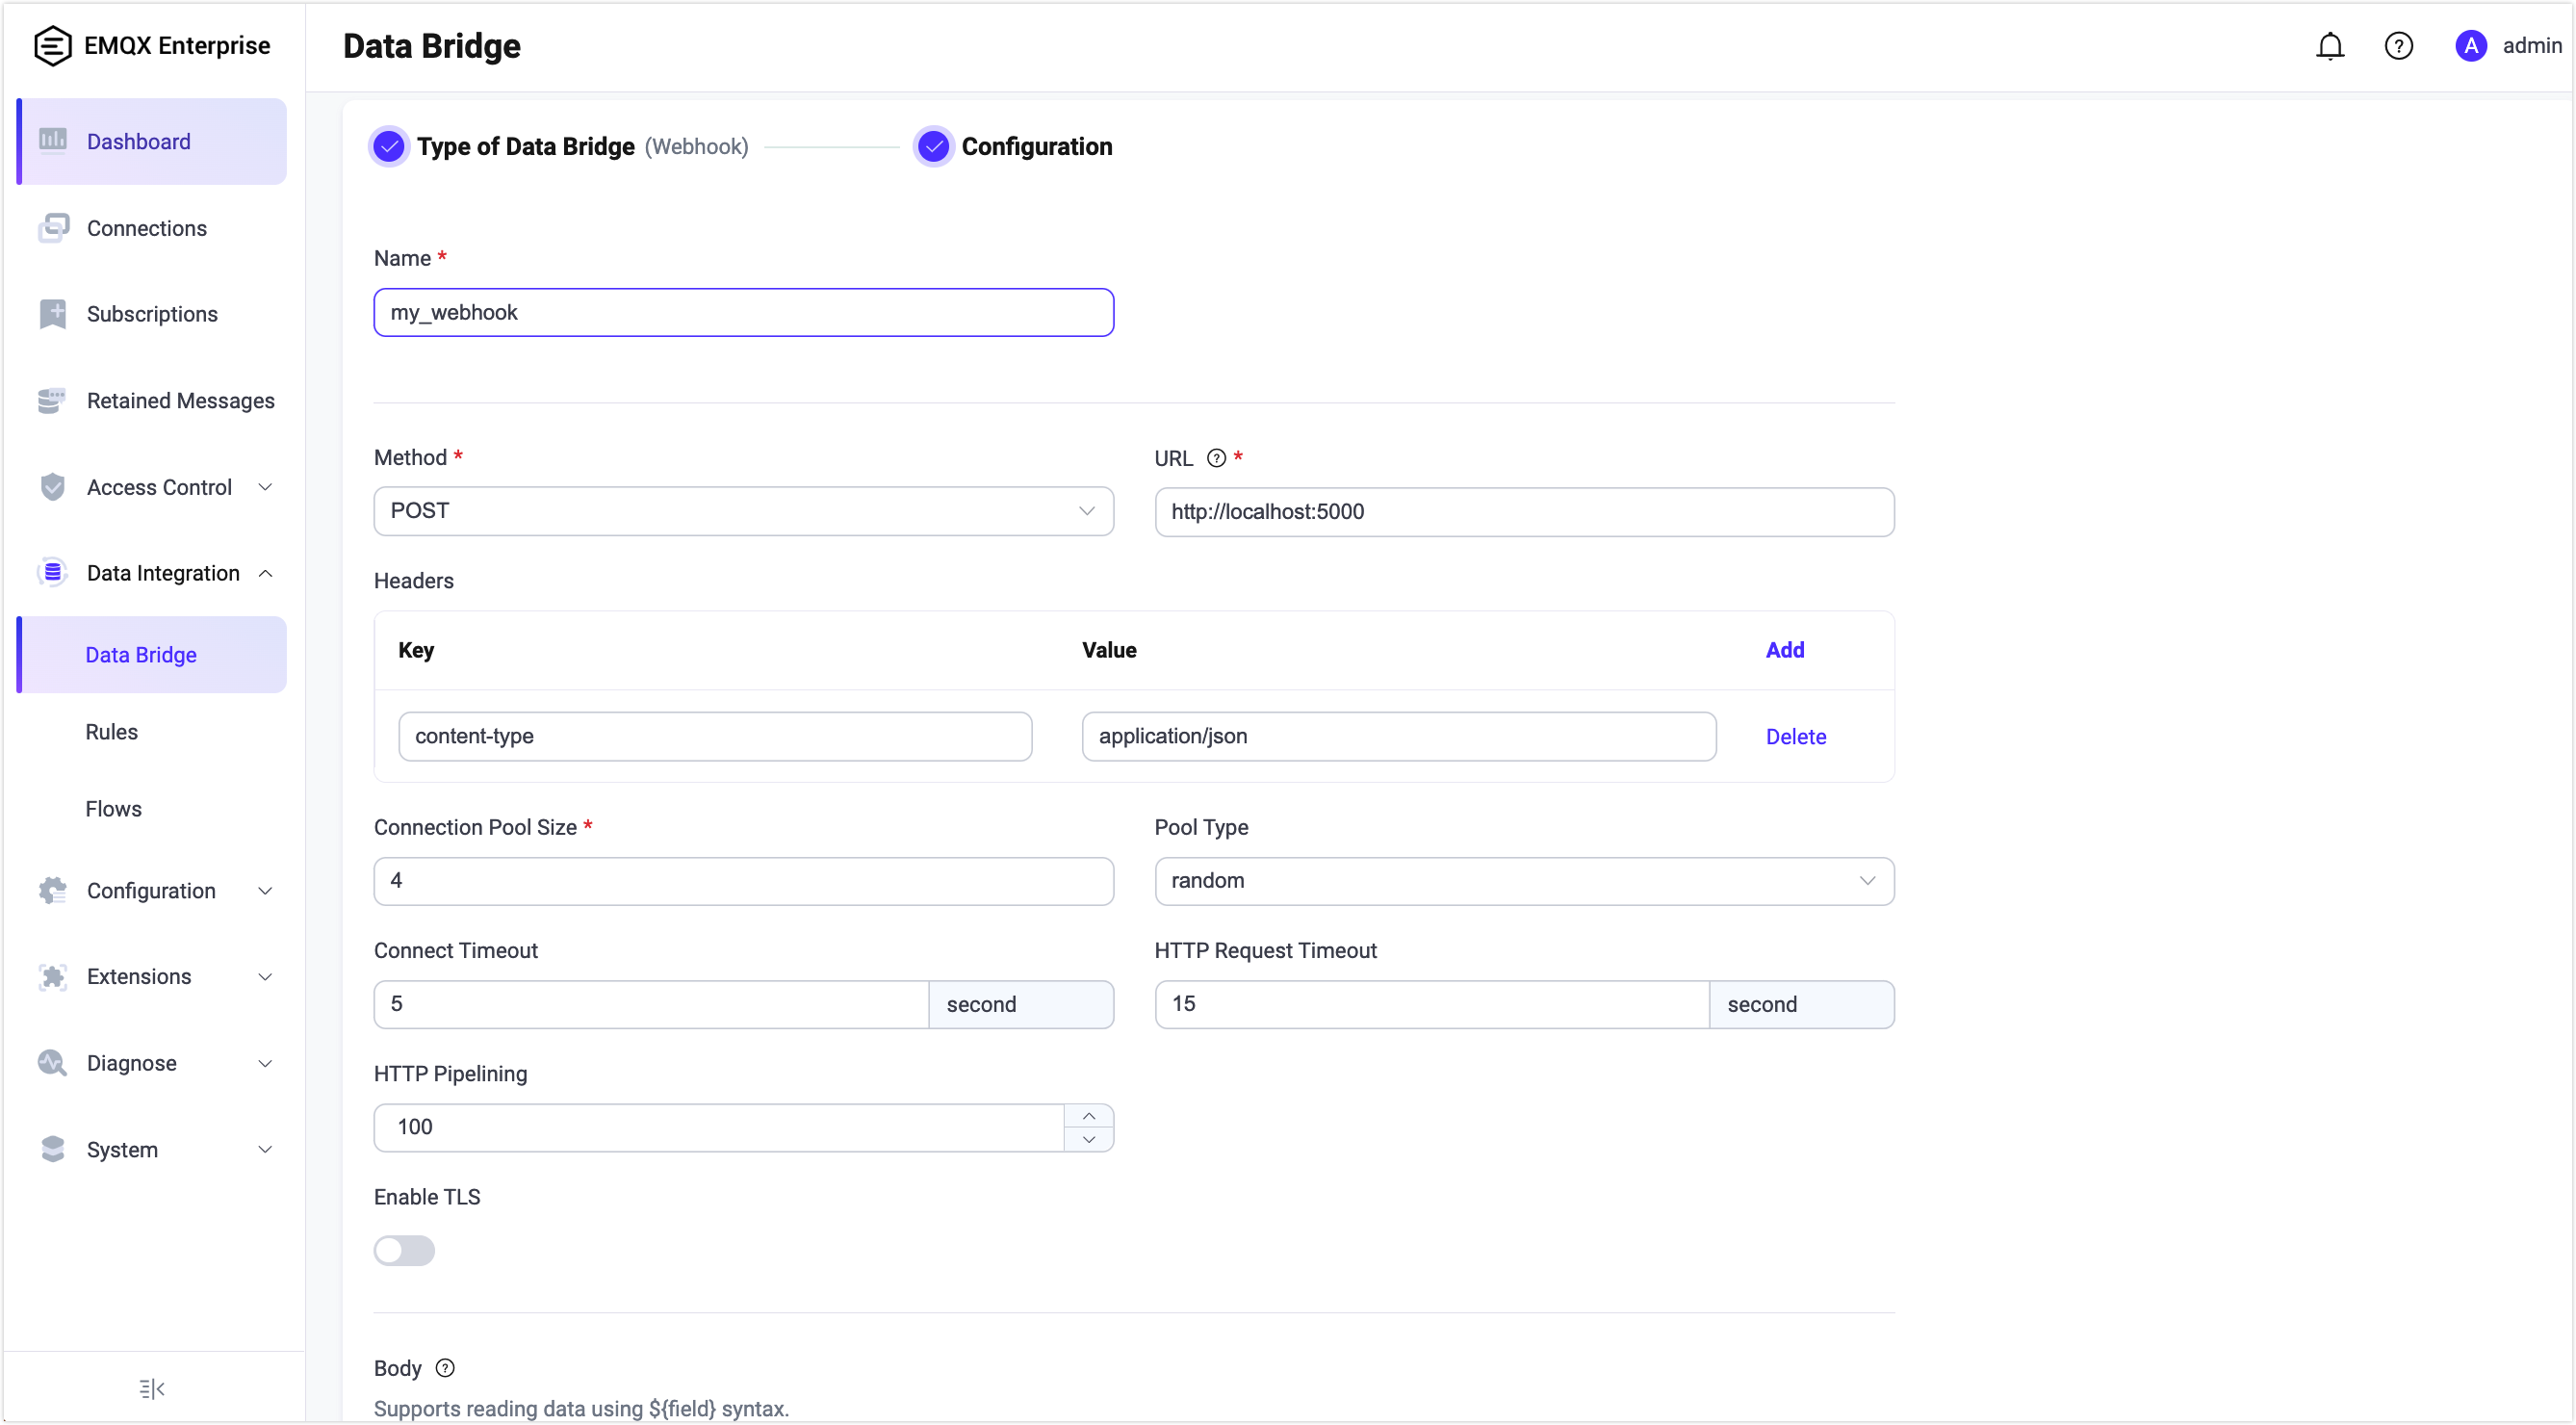 EMQX Enterprise
Data Bridge
A admin
Dashboard
Connections
Subscriptions
Retained Messages
Access Control
Data Integration
Data Bridge
Rules
Flows
Configuration
Extensions
Diagnose
System
Type of Data Bridge (Webhook)
Configuration
Name *
my_webhook
Method *
URL ? *
POST
http://localhost:5000
Headers
Key Value Add
content-type application/json Delete
Connection Pool Size *
Pool Type
4
random
Connect Timeout
HTTP Request Timeout
5 second
15 second
HTTP Pipelining
100
Enable TLS
Body ?
Supports reading data using ${field} syntax.